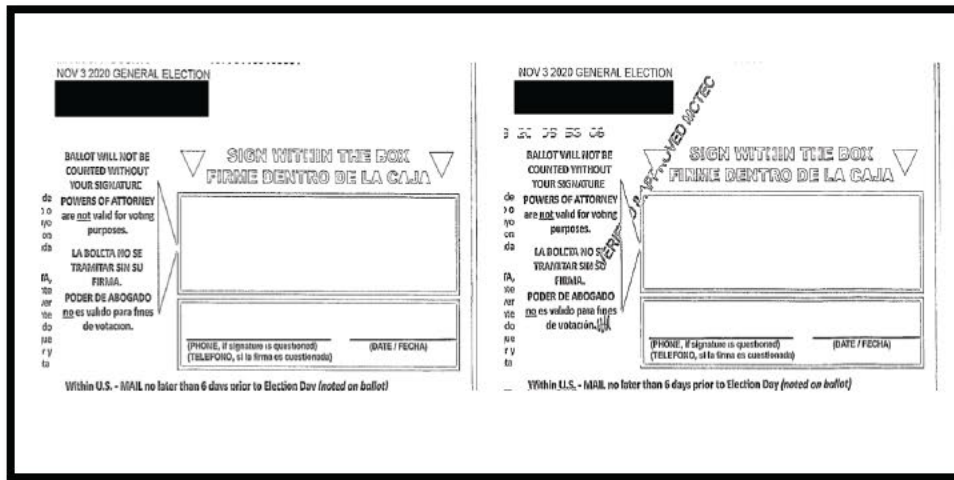 NOV 3 2020 GENERAL ELECTION
BALLOT WILL NOT BE
COUNTED WITHOUT
YOUR SIGNATURE
POWERS OF ATTORNEY
are not valid for voting
purposes.
LA BOLETA NO SE
TRAMITAR SIN SU
FIRMA.
PODER DE ABOGADO
no es valido para fines
de votacion.
SIGN WITHIN THE BOX
FIRME DENTRO DE LA CAJA
(PHONE, if signature is questioned)
(TELEFONO, si la firma es cuestionada)
(DATE / FECHA)
Within U.S. - MAIL no later than 6 days prior to Election Day (noted on ballot)
NOV 3 2020 GENERAL ELECTION
VERIFIED & APPROVED MCTEC
BALLOT WILL NOT BE
COUNTED WITHOUT
YOUR SIGNATURE
POWERS OF ATTORNEY
are not valid for voting
purposes.
LA BOLETA NO SE
TRAMITAR SIN SU
FIRMA.
PODER DE ABOGADO
no es valido para fines
de votacion.
SIGN WITHIN THE BOX
FIRME DENTRO DE LA CAJA
(PHONE, if signature is questioned)
(TELEFONO, si la firma es cuestionada)
(DATE / FECHA)
Within U.S. - MAIL no later than 6 days prior to Election Day (noted on ballot)